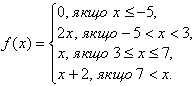 f(x) =
0, якщо x ≤ -5,
2x, якщо - 5 < x < 3,
x, якщо 3 ≤ x ≤ 7,
x + 2, якщо 7 < x.